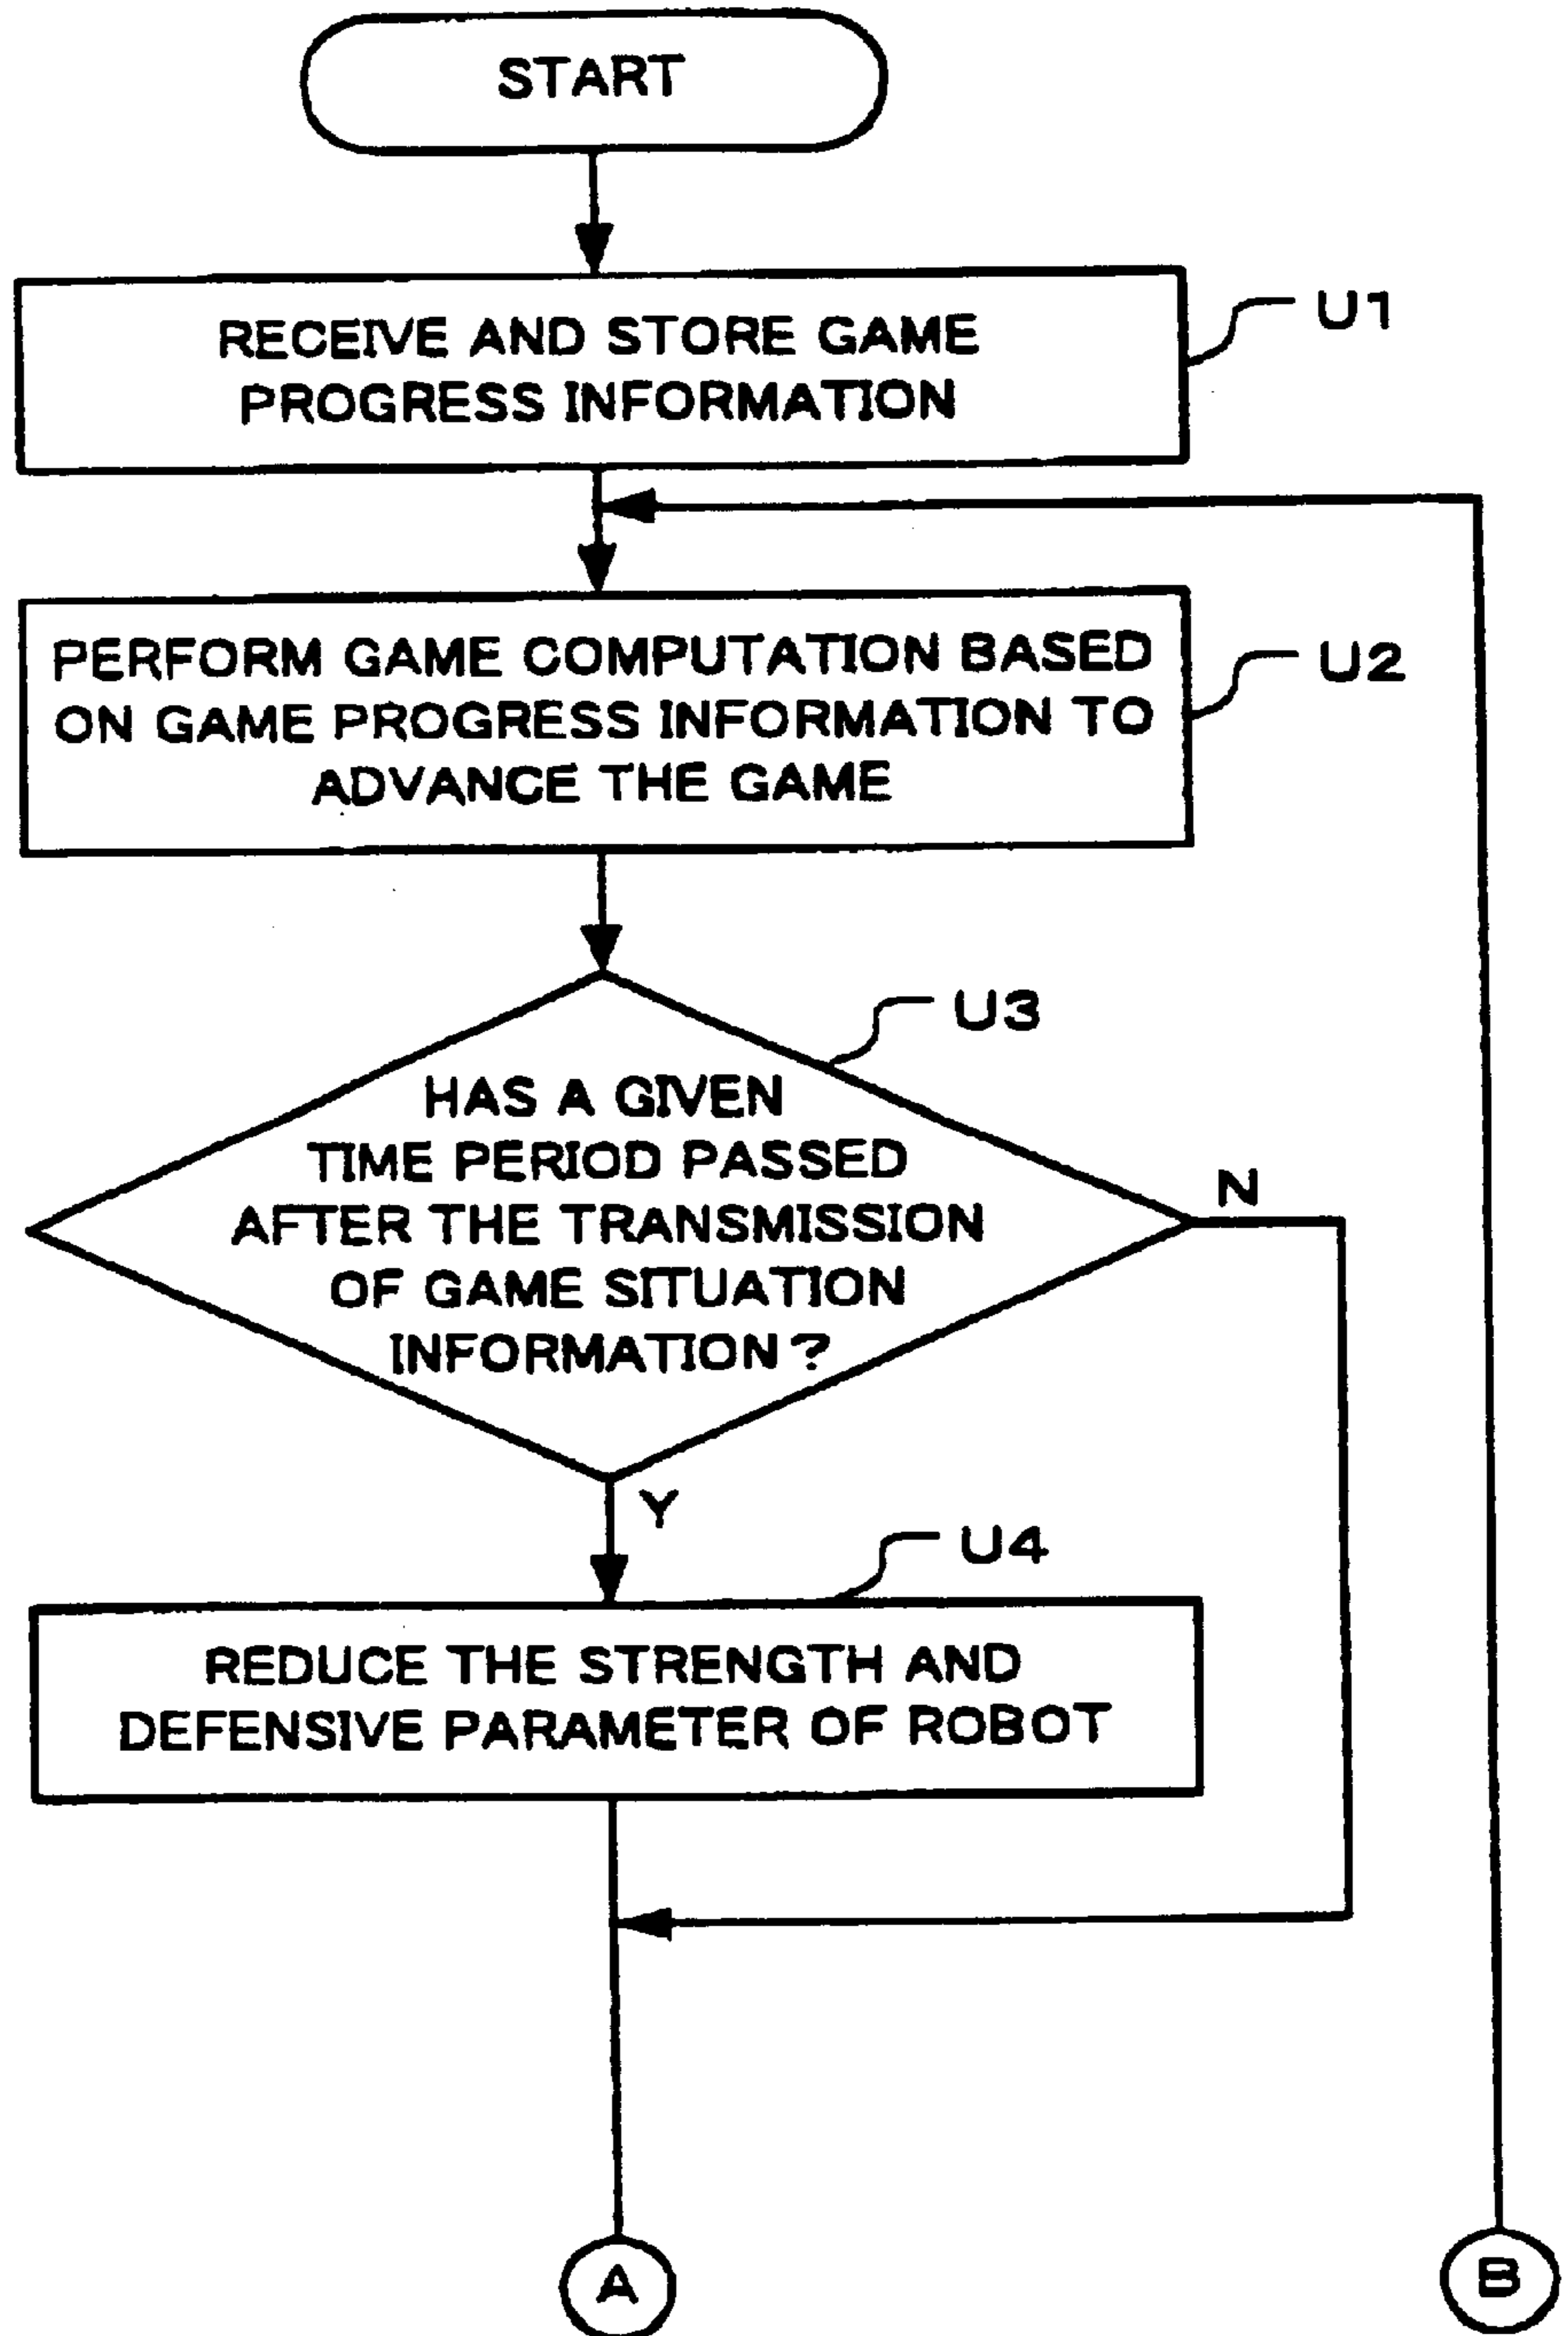 START
RECEIVE AND STORE GAME
PROGRESS INFORMATION
U1
PERFORM GAME COMPUTATION BASED
ON GAME PROGRESS INFORMATION TO
ADVANCE THE GAME
U2
U3
HAS A GIVEN
TIME PERIOD PASSED
AFTER THE TRANSMISSION
OF GAME SITUATION
INFORMATION?
N
Y
U4
REDUCE THE STRENGTH AND
DEFENSIVE PARAMETER OF ROBOT
A
B